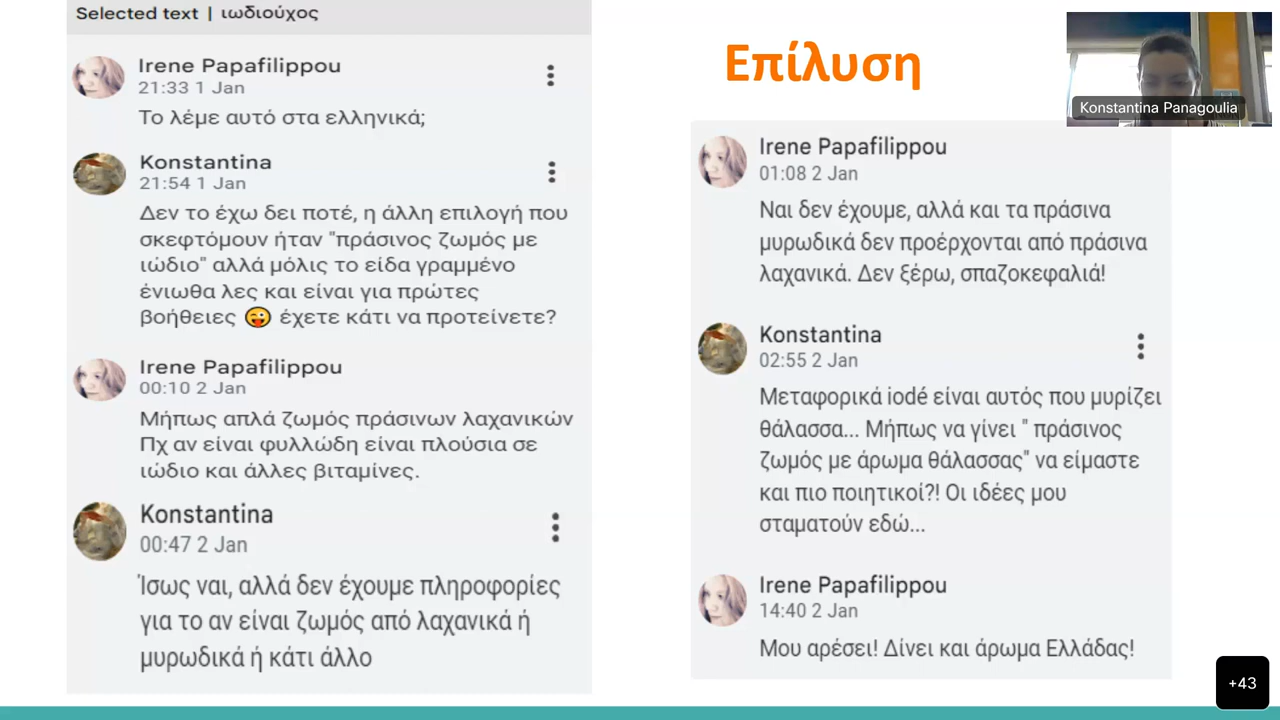 Selected text | ιωδιούχος
Irene Papafilippou
21:33 1 Jan
Το λέμε αυτό στα ελληνικά;
Konstantina
21:54 1 Jan
Δεν το έχω δει ποτέ, η άλλη επιλογή που
σκεφτόμουν ήταν "πράσινος ζωμός με
ιώδιο" αλλά μόλις το είδα γραμμένο
ένιωθα λες και είναι για πρώτες
βοήθειες 😜 έχετε κάτι να προτείνετε?
Irene Papafilippou
00:10 2 Jan
Μήπως απλά ζωμός πράσινων λαχανικών
Πχ αν είναι φυλλώδη είναι πλούσια σε
ιώδιο και άλλες βιταμίνες.
Konstantina
00:47 2 Jan
Ίσως ναι, αλλά δεν έχουμε πληροφορίες
για το αν είναι ζωμός από λαχανικά ή
μυρωδικά ή κάτι άλλο
Επίλυση
Konstantina Panagoulia
Irene Papafilippou
01:08 2 Jan
Ναι δεν έχουμε, αλλά και τα πράσινα
μυρωδικά δεν προέρχονται από πράσινα
λαχανικά. Δεν ξέρω, σπαζοκεφαλιά!
Konstantina
02:55 2 Jan
Μεταφορικά iodé είναι αυτός που μυρίζει
θάλασσα... Μήπως να γίνει " πράσινος
ζωμός με άρωμα θάλασσας" να είμαστε
και πιο ποιητικοί?! Οι ιδέες μου
σταματούν εδώ...
Irene Papafilippou
14:40 2 Jan
Μου αρέσει! Δίνει και άρωμα Ελλάδας!
+43